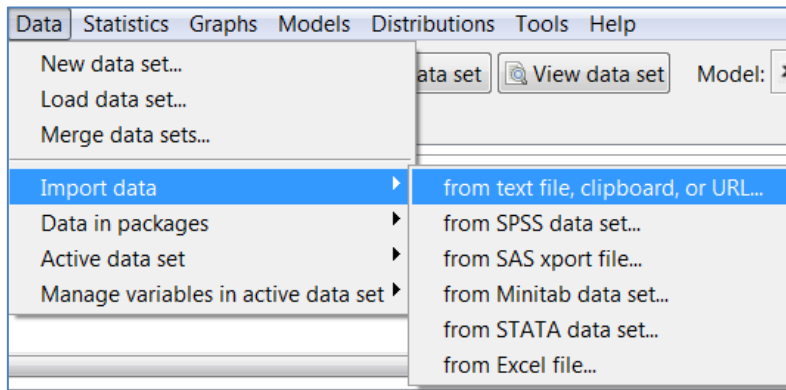 Data Statistics Graphs Models Distributions Tools Help
New data set...
Load data set...
Merge data sets...
Import data
Data in packages
Active data set
Manage variables in active data set
ata set
View data set
Model:
from text file, clipboard, or URL...
from SPSS data set...
from SAS xport file...
from Minitab data set...
from STATA data set...
from Excel file...